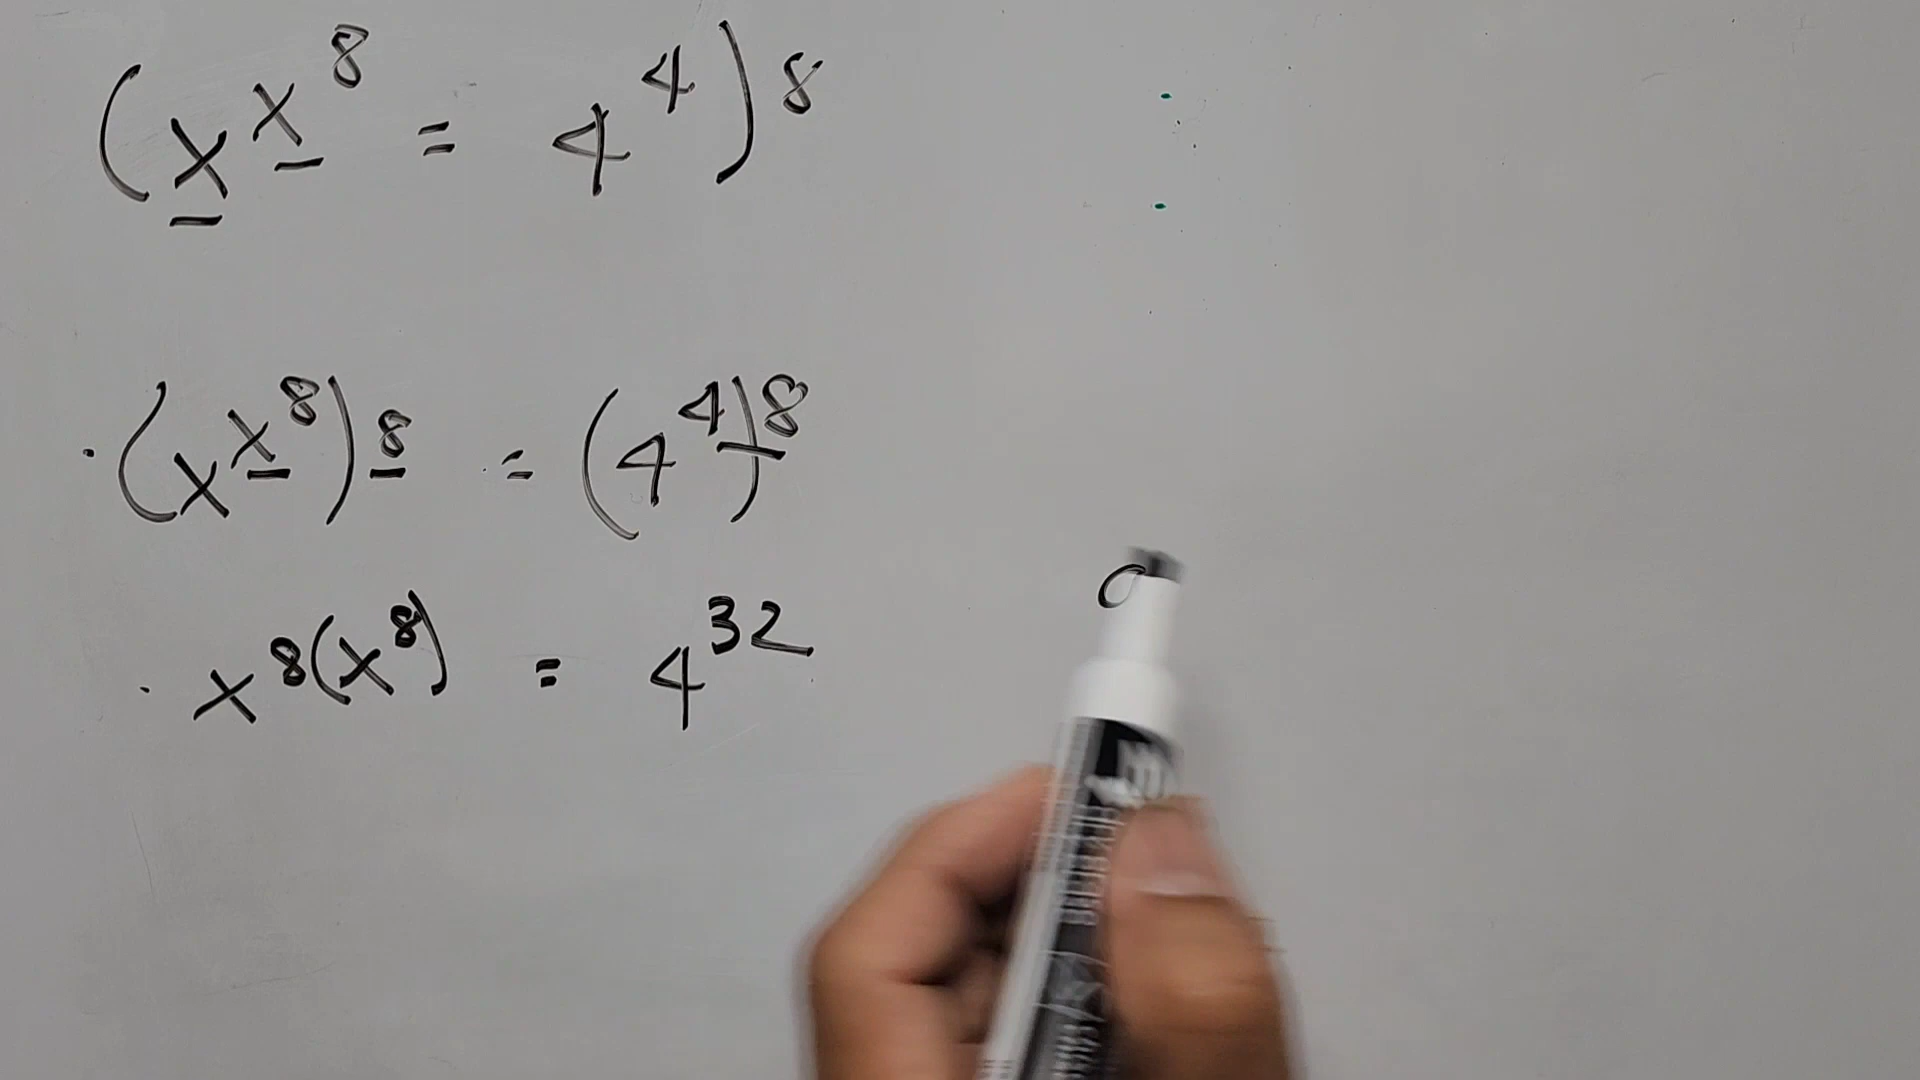 (x^x^8 = 4^4)^8
(x^x^8)^8 = (4^4)^8
x^8(x^8) = 4^32